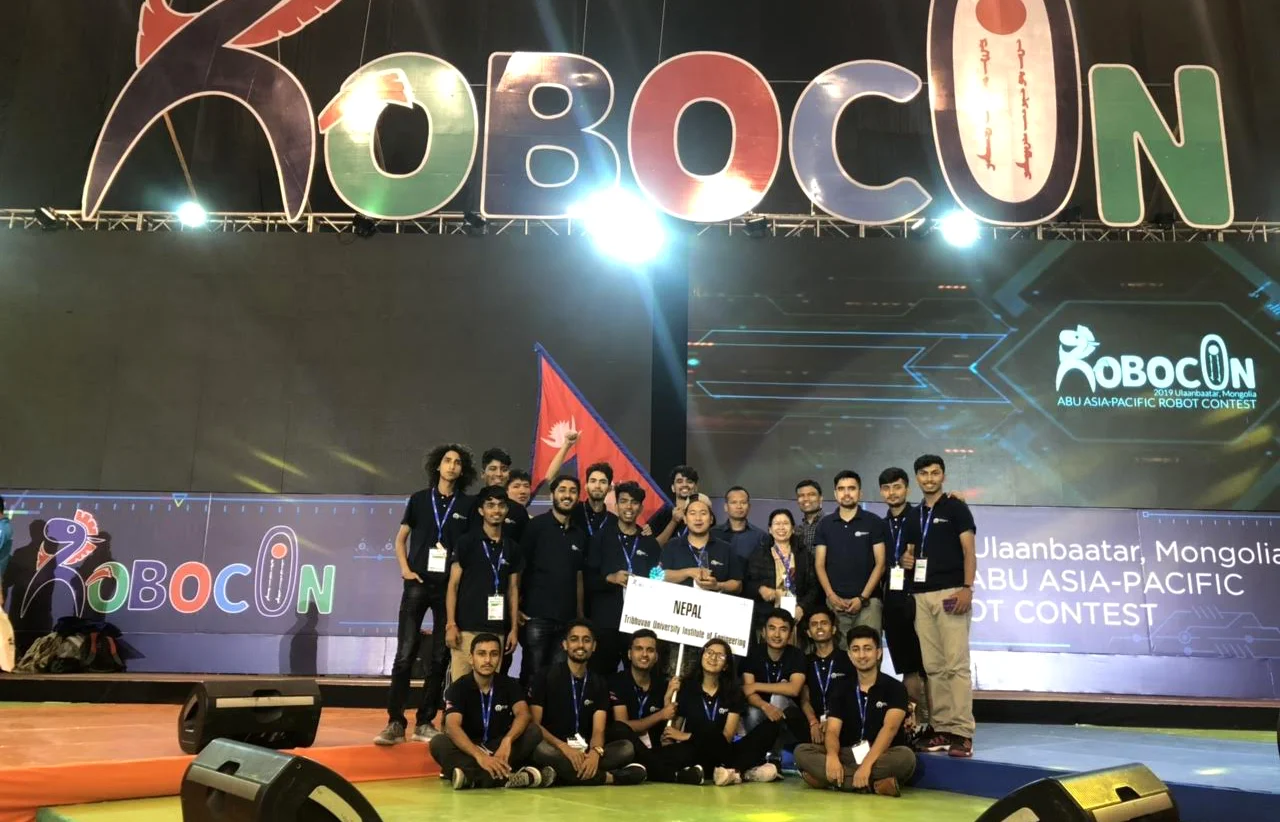 ROBOCON
ROBOCON
2019 Ulaanbaatar, Mongolia
ABU ASIA-PACIFIC ROBOT CONTEST
ROBOCON
Ulaanbaatar, Mongolia
ABU ASIA-PACIFIC
OT CONTEST
NEPAL
Tribhuvan University Institute of Engineering